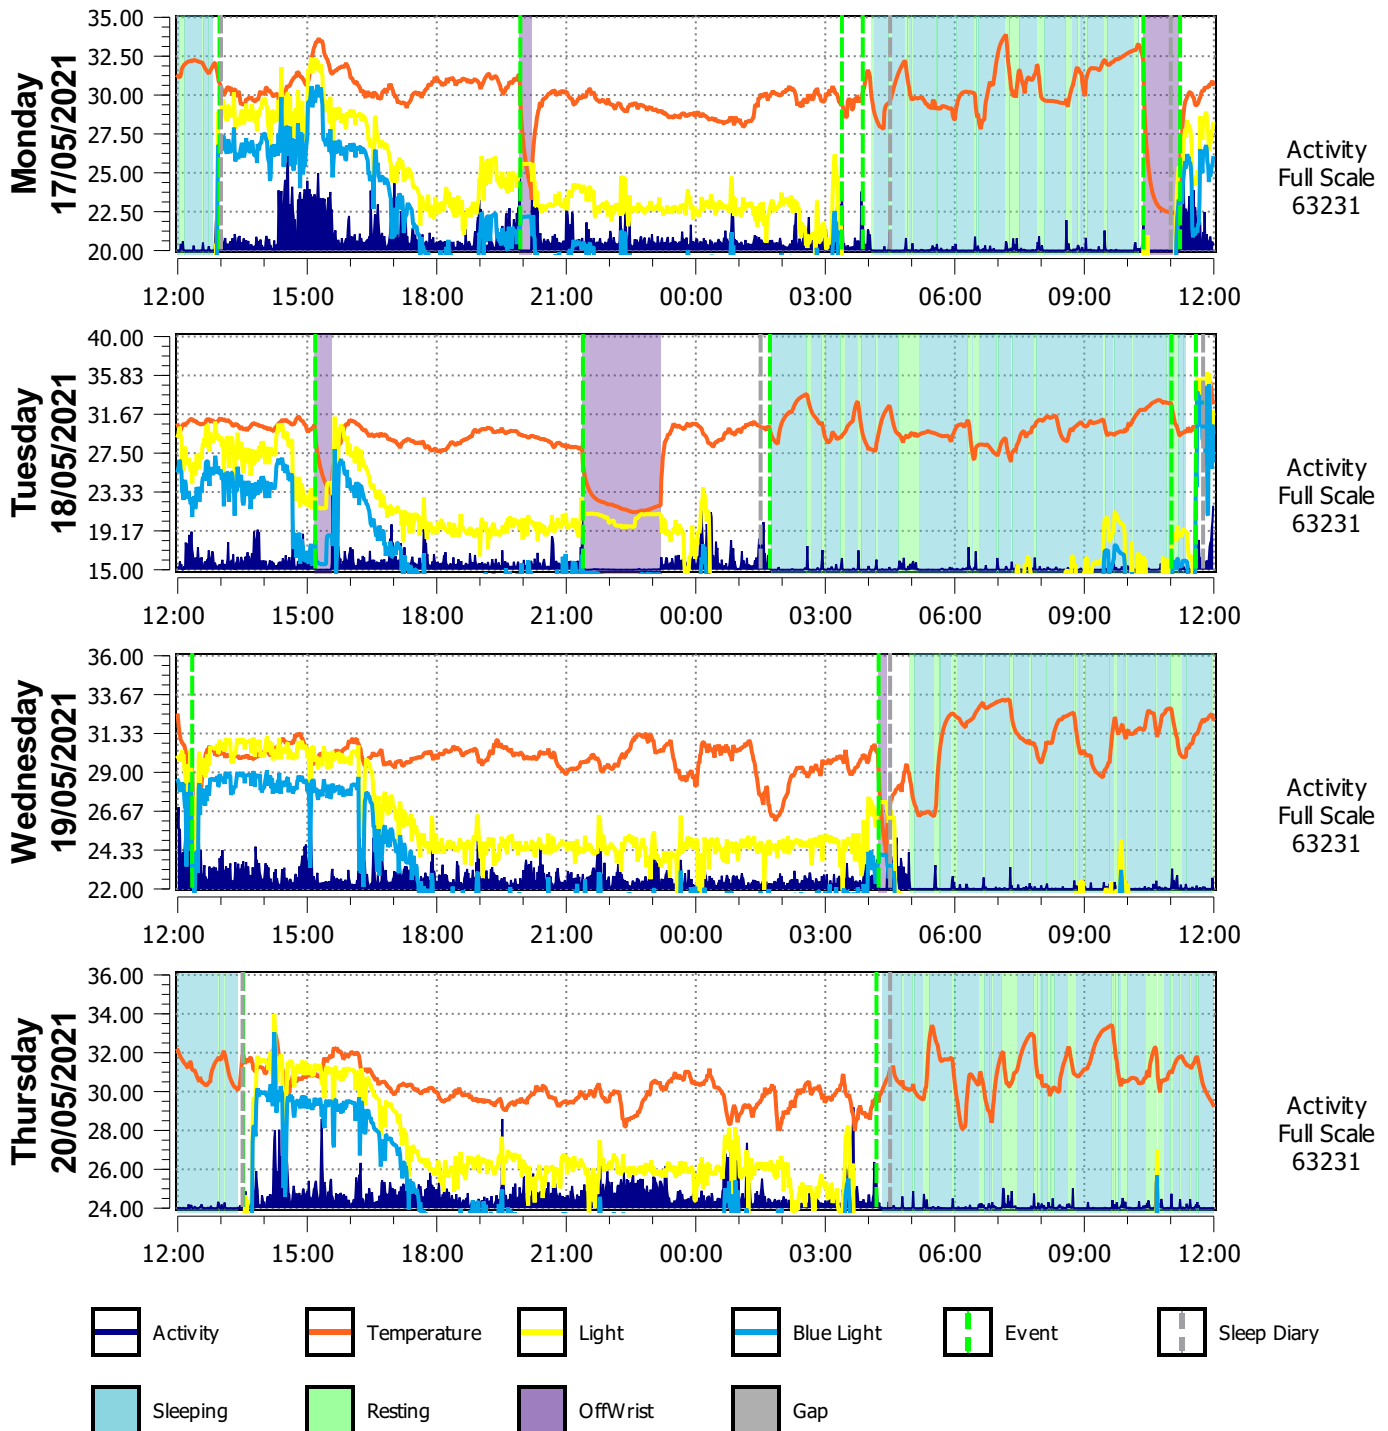 Monday
17/05/2021
35.00
32.50
30.00
27.50
25.00
22.50
20.00
12:00 15:00 18:00 21:00 00:00 03:00 06:00 09:00 12:00
Activity
Full Scale
63231
Tuesday
18/05/2021
40.00
35.83
31.67
27.50
23.33
19.17
15.00
12:00 15:00 18:00 21:00 00:00 03:00 06:00 09:00 12:00
Activity
Full Scale
63231
Wednesday
19/05/2021
36.00
33.67
31.33
29.00
26.67
24.33
22.00
12:00 15:00 18:00 21:00 00:00 03:00 06:00 09:00 12:00
Activity
Full Scale
63231
Thursday
20/05/2021
36.00
34.00
32.00
30.00
28.00
26.00
24.00
12:00 15:00 18:00 21:00 00:00 03:00 06:00 09:00 12:00
Activity
Full Scale
63231
Activity Temperature Light Blue Light Event Sleep Diary
Sleeping Resting OffWrist Gap